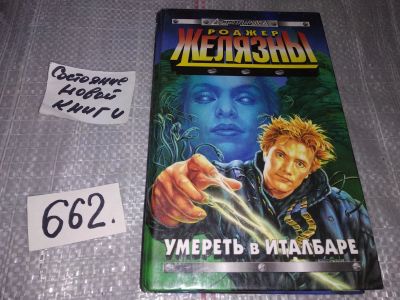 РОДЖЕР
ЖЕЛЯЗНЫ
Состояние
новой
книги
662.
УМЕРЕТЬ в ИТАЛБАРЕ